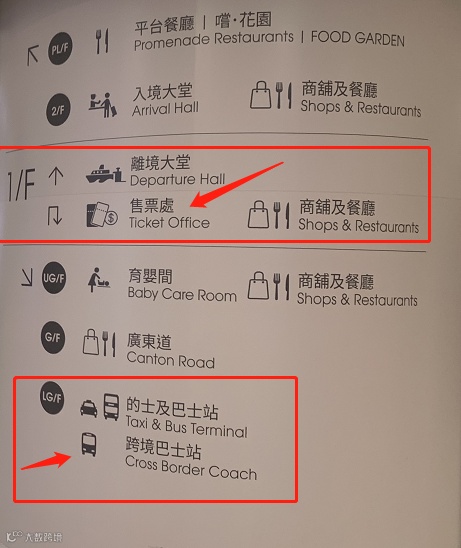 PL/F
平台餐廳 | 嚐·花園
Promenade Restaurants | FOOD GARDEN
2/F
入境大堂
Arrival Hall
商舖及餐廳
Shops & Restaurants
1/F
離境大堂
Departure Hall
售票處
Ticket Office
商舖及餐廳
Shops & Restaurants
UG/F
育嬰間
Baby Care Room
商舖及餐廳
Shops & Restaurants
G/F
廣東道
Canton Road
LG/F
的士及巴士站
Taxi & Bus Terminal
跨境巴士站
Cross Border Coach
大数跨境